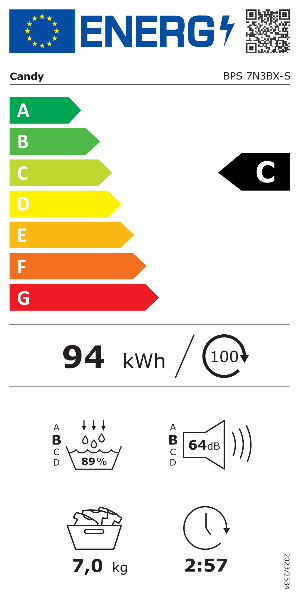 ENERG
Candy BPS 7N3BX-S
A
B
C
D
E
F
G
C
94 kWh / 100
A
B
C
D
89 %
A
B
C
D
64dB
7,0 kg
2:57
2023/2534